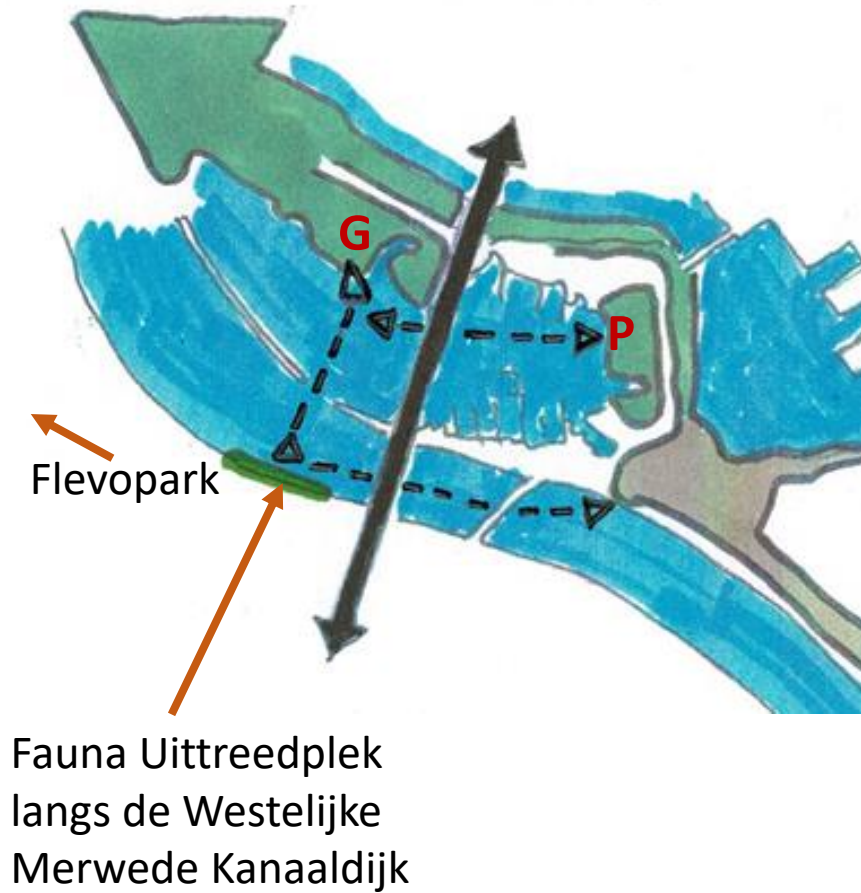 G
P
Flevopark
Fauna Uittreedplek
langs de Westelijke
Merwede Kanaaldijk